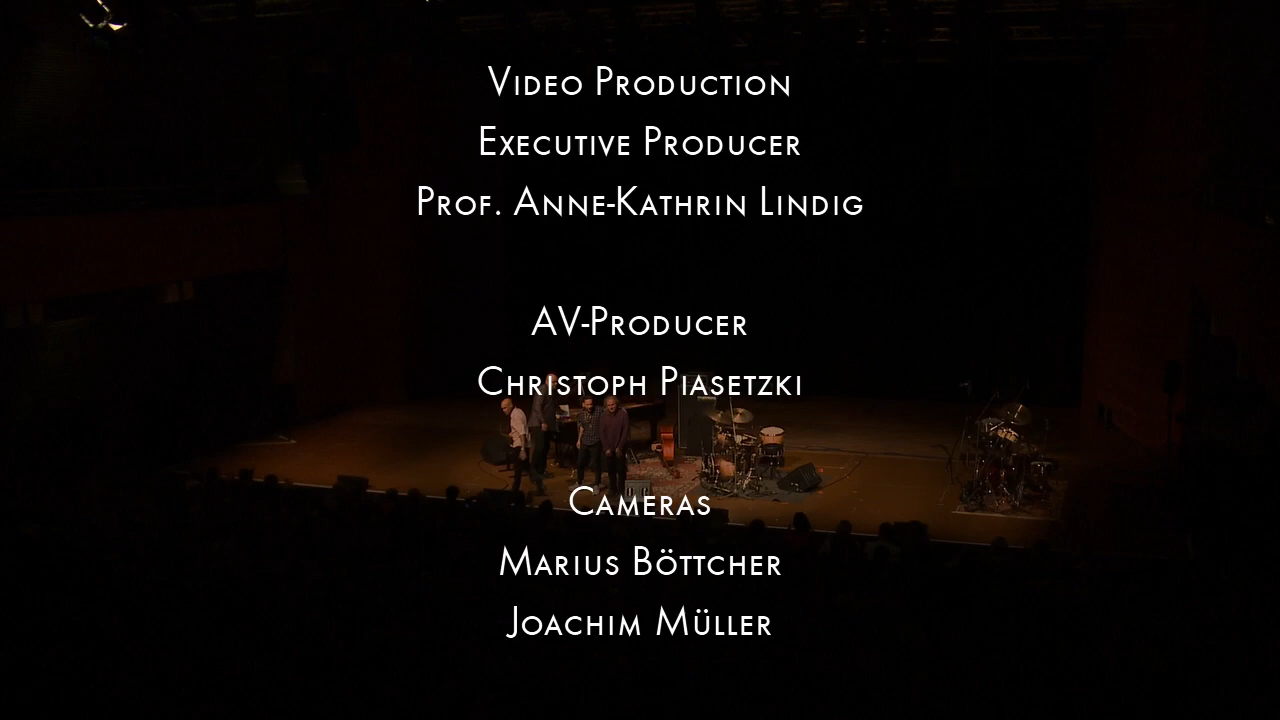 Video Production
Executive Producer
Prof. Anne-Kathrin Lindig
AV-Producer
Christoph Piasetzki
Cameras
Marius Böttcher
Joachim Müller